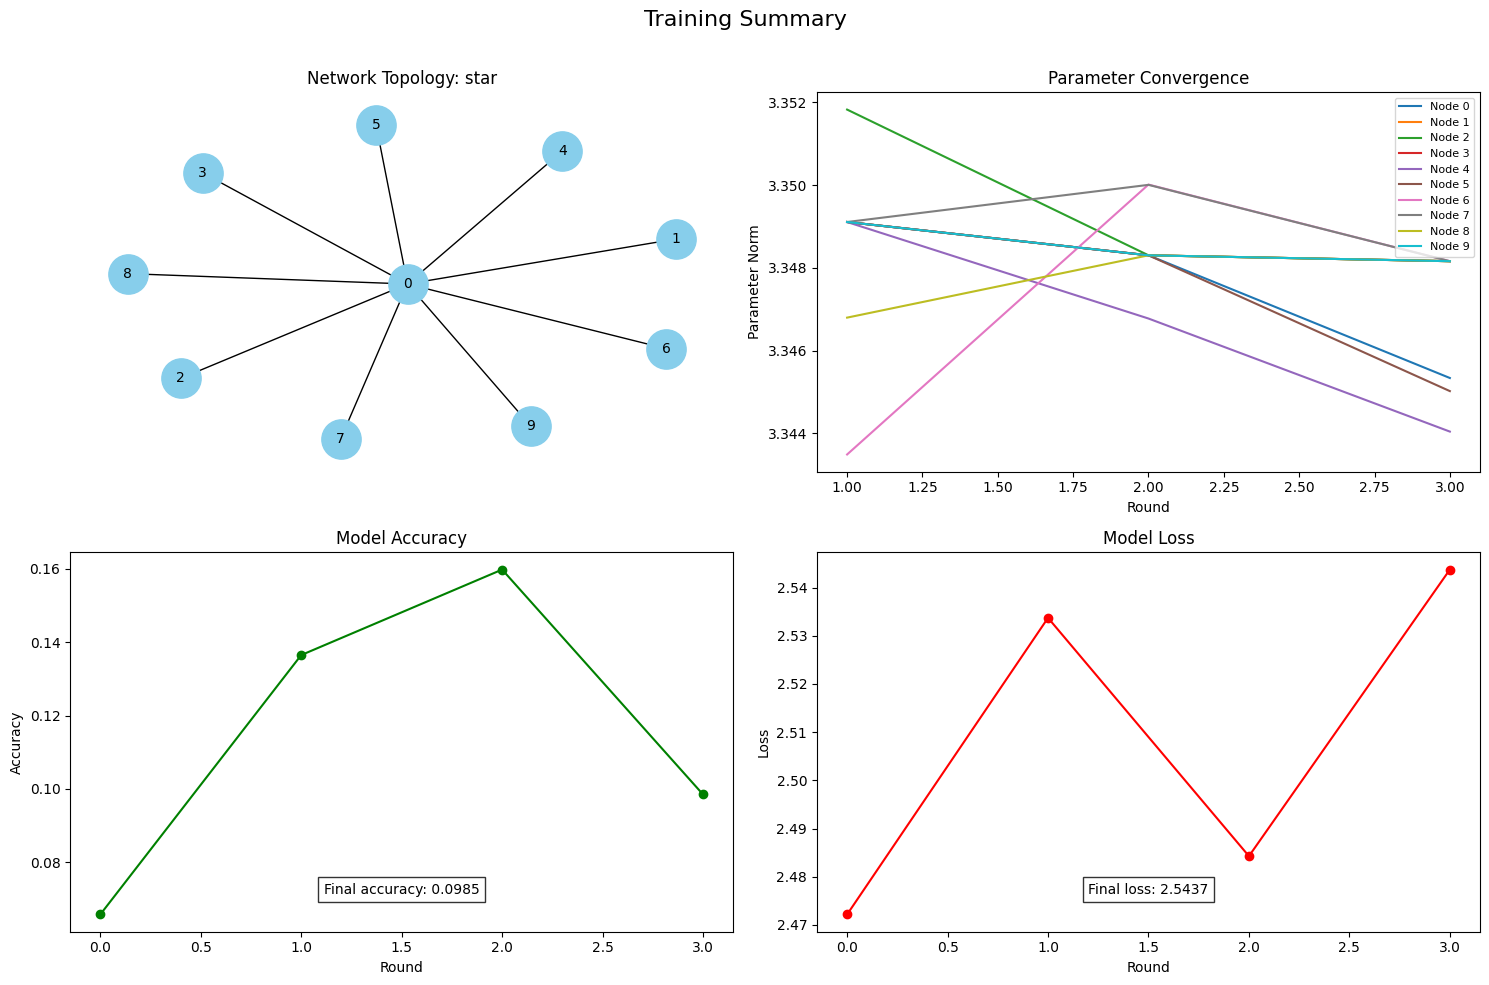 Training Summary
Network Topology: star
5
4
3
1
8
0
6
2
9
7
Parameter Convergence
3.352
3.350
3.348
3.346
3.344
Parameter Norm
Node 0
Node 1
Node 2
Node 3
Node 4
Node 5
Node 6
Node 7
Node 8
Node 9
1.00 1.25 1.50 1.75 2.00 2.25 2.50 2.75 3.00
Round
Model Accuracy
0.16
0.14
0.12
0.10
0.08
Accuracy
Final accuracy: 0.0985
0.0 0.5 1.0 1.5 2.0 2.5 3.0
Round
Model Loss
2.54
2.53
2.52
2.51
2.50
2.49
2.48
2.47
Loss
Final loss: 2.5437
0.0 0.5 1.0 1.5 2.0 2.5 3.0
Round